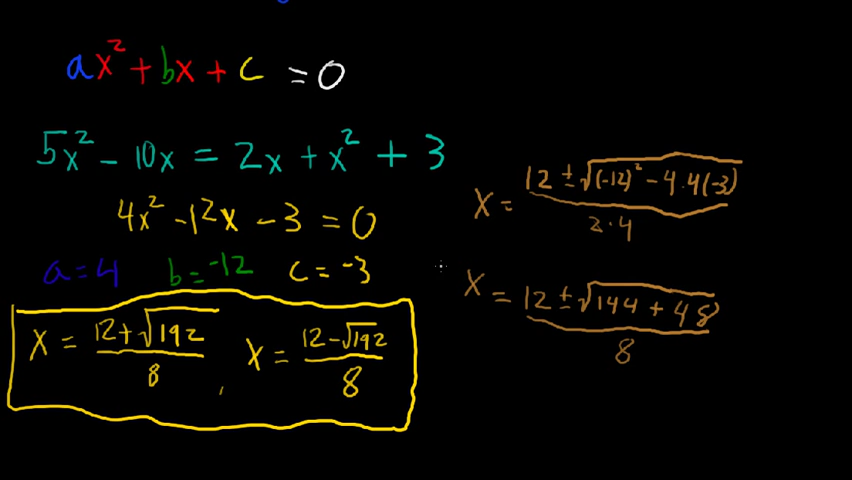 ax² + bx + c = 0
5x² - 10x = 2x + x² + 3
4x² - 12x - 3 = 0
a = 4 b = -12 c = -3
x = (12 + √192)/8 , x = (12 - √192)/8
x = (12 ± √((-12)² - 4·4(-3)))/(2·4)
x = (12 ± √(144 + 48))/8